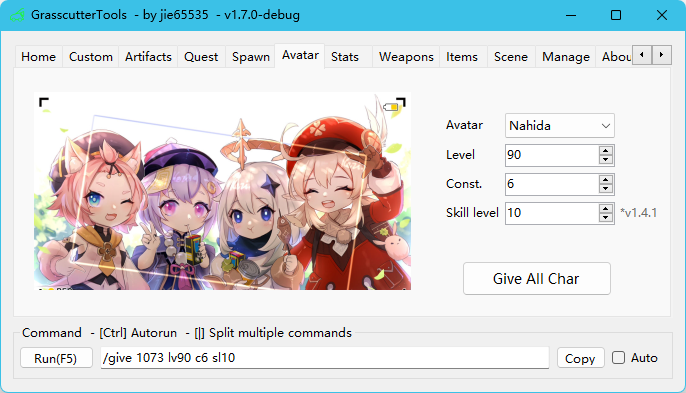 GrasscutterTools - by jie65535 - v1.7.0-debug
Home Custom Artifacts Quest Spawn Avatar Stats Weapons Items Scene Manage Abou
Avatar Nahida
Level 90
Const. 6
Skill level 10 *v1.4.1
Give All Char
Command - [Ctrl] Autorun - [|] Split multiple commands
Run(F5) /give 1073 lv90 c6 sl10 Copy Auto